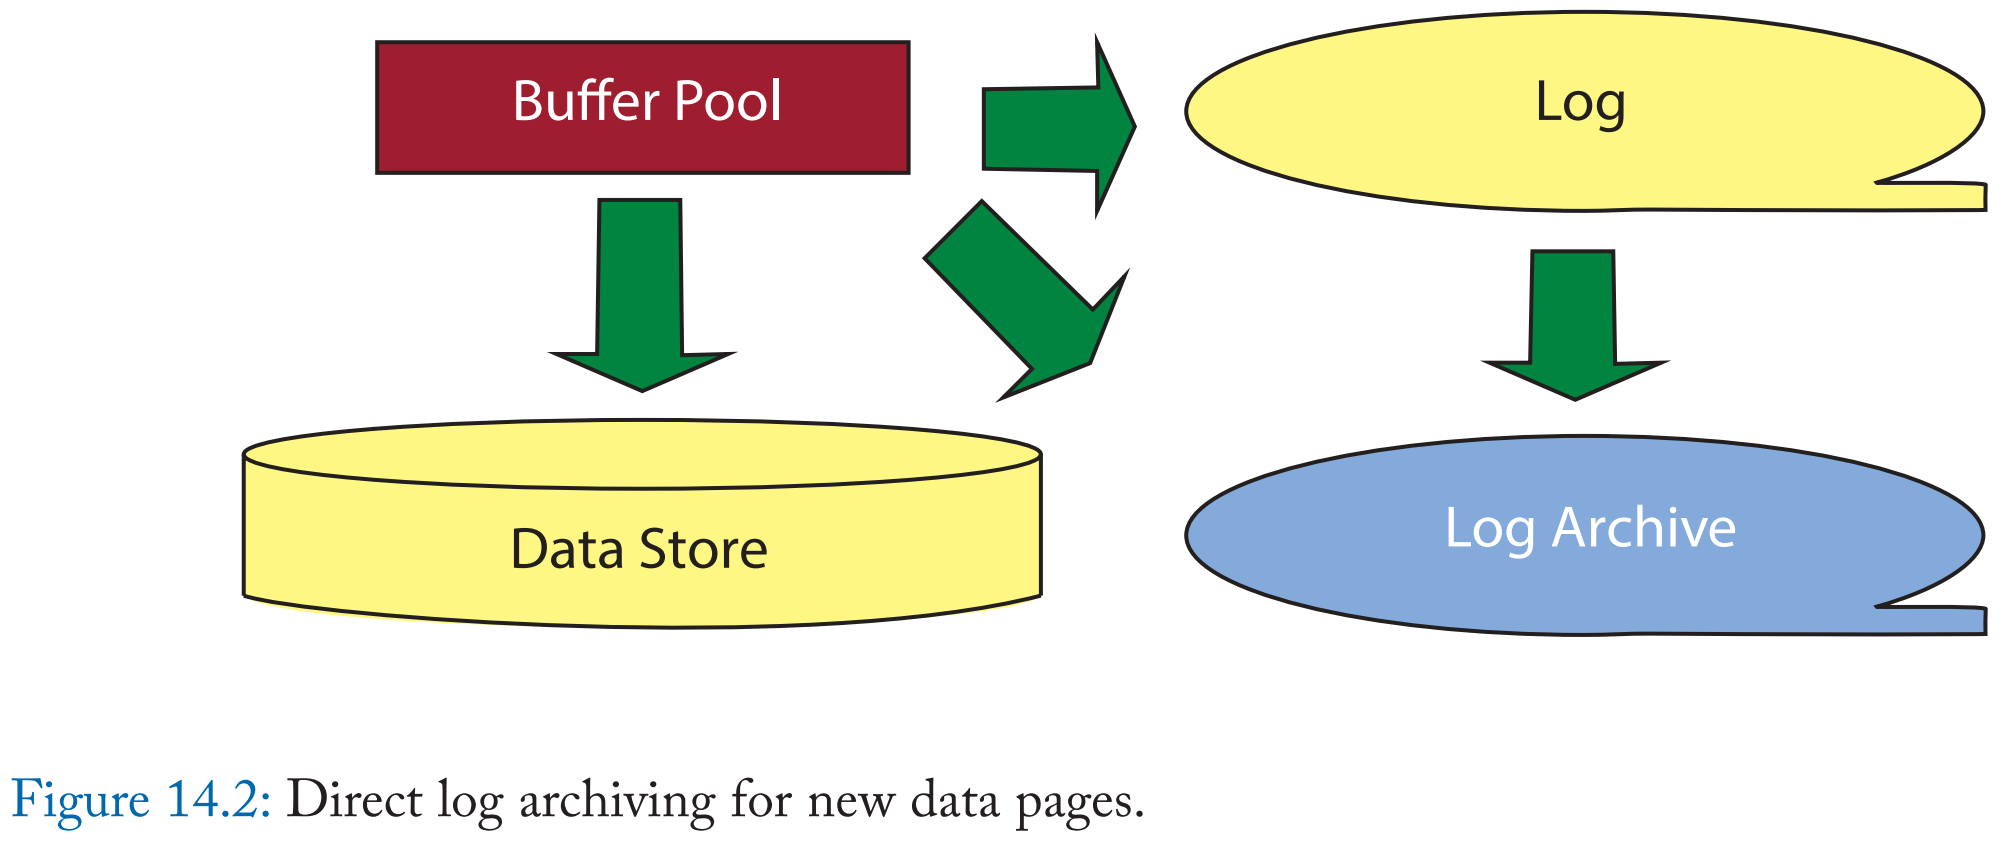 Buffer Pool
Log
Data Store
Log Archive
Figure 14.2: Direct log archiving for new data pages.